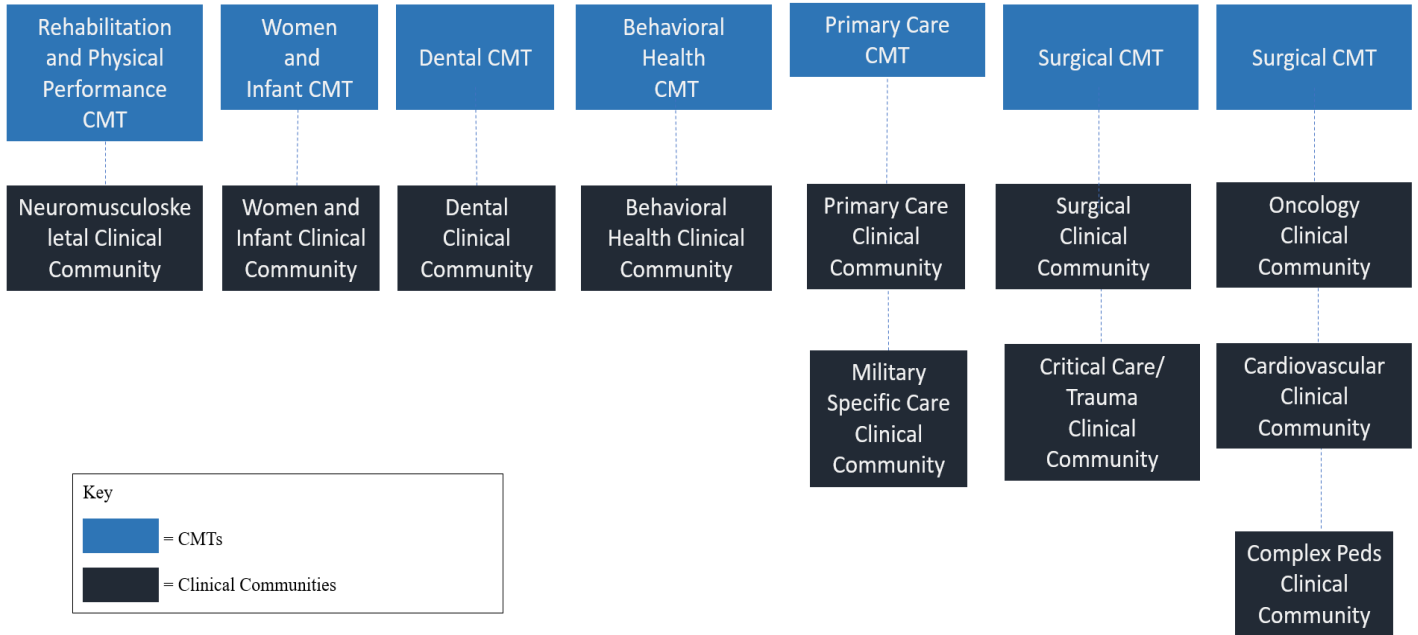 Rehabilitation
and Physical
Performance
CMT
Women
and
Infant CMT
Dental CMT
Behavioral
Health
CMT
Primary Care
CMT
Surgical CMT
Surgical CMT
Neuromusculoske
letal Clinical
Community
Women and
Infant Clinical
Community
Dental
Clinical
Community
Behavioral
Health Clinical
Community
Primary Care
Clinical
Community
Surgical
Clinical
Community
Oncology
Clinical
Community
Military
Specific Care
Clinical
Community
Critical Care/
Trauma
Clinical
Community
Cardiovascular
Clinical
Community
Complex Peds
Clinical
Community
Key
= CMTs
= Clinical Communities